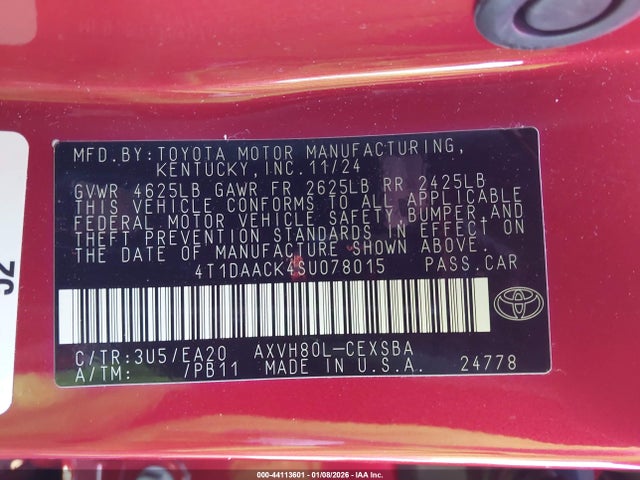 MFD.BY:TOYOTA MOTOR MANUFACTURING,
KENTUCKY, INC.11/24
GVWR 4625LB GAWR FR 2625LB RR 2425LB
THIS VEHICLE CONFORMS TO ALL APPLICABLE
FEDERAL MOTOR VEHICLE SAFETY, BUMPER,AND
THEFT PREVENTION STANDARDS IN EFFECT ON
THE DATE OF MANUFACTURE SHOWN ABOVE.
4T1DAACK4SU078015 PASS.CAR
C/TR:3U5/EA20 AXVH80L-CEXSBA
A/TM: /PB11 MADE IN U.S.A. 24778
000-44113601 - 01/08/2026 - IAA Inc.